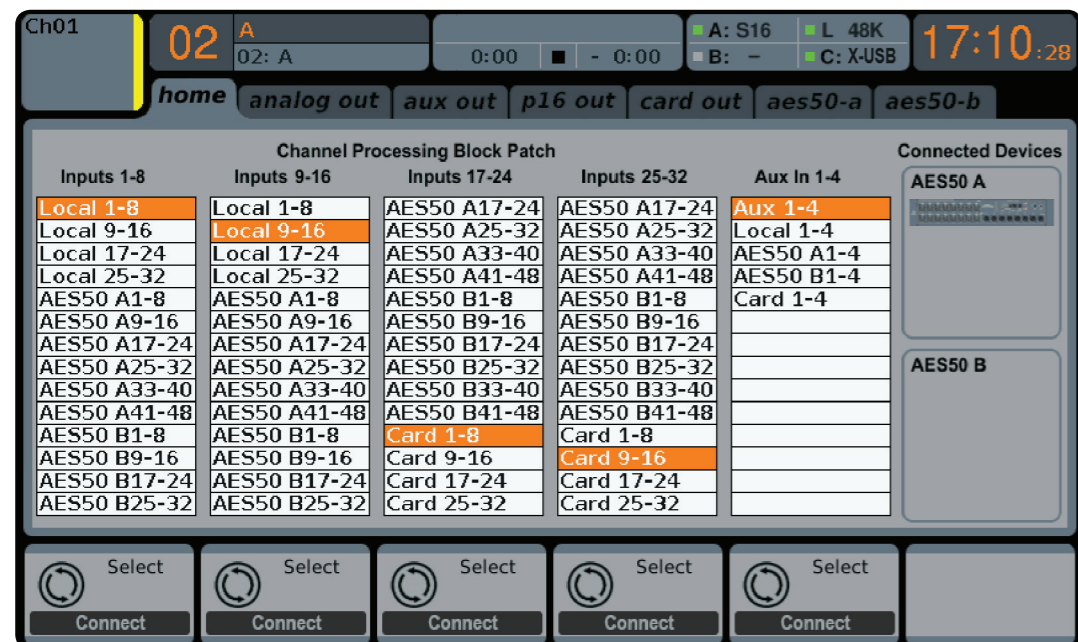 Ch01
02
A
02: A
0:00 - 0:00
A: S16
B: -
L 48K
C: X-USB
17:10:28
home analog out aux out p16 out card out aes50-a aes50-b
Channel Processing Block Patch
Connected Devices
Inputs 1-8
Local 1-8
Local 9-16
Local 17-24
Local 25-32
AES50 A1-8
AES50 A9-16
AES50 A17-24
AES50 A25-32
AES50 A33-40
AES50 A41-48
AES50 B1-8
AES50 B9-16
AES50 B17-24
AES50 B25-32
Inputs 9-16
Local 1-8
Local 9-16
Local 17-24
Local 25-32
AES50 A1-8
AES50 A9-16
AES50 A17-24
AES50 A25-32
AES50 A33-40
AES50 A41-48
AES50 B1-8
AES50 B9-16
AES50 B17-24
AES50 B25-32
Inputs 17-24
AES50 A17-24
AES50 A25-32
AES50 A33-40
AES50 A41-48
AES50 B1-8
AES50 B9-16
AES50 B17-24
AES50 B25-32
AES50 B33-40
AES50 B41-48
Card 1-8
Card 9-16
Card 17-24
Card 25-32
Inputs 25-32
AES50 A17-24
AES50 A25-32
AES50 A33-40
AES50 A41-48
AES50 B1-8
AES50 B9-16
AES50 B17-24
AES50 B25-32
AES50 B33-40
AES50 B41-48
Card 1-8
Card 9-16
Card 17-24
Card 25-32
Aux In 1-4
Aux 1-4
Local 1-4
AES50 A1-4
AES50 B1-4
Card 1-4
AES50 A
AES50 B
Select
Connect
Select
Connect
Select
Connect
Select
Connect
Select
Connect